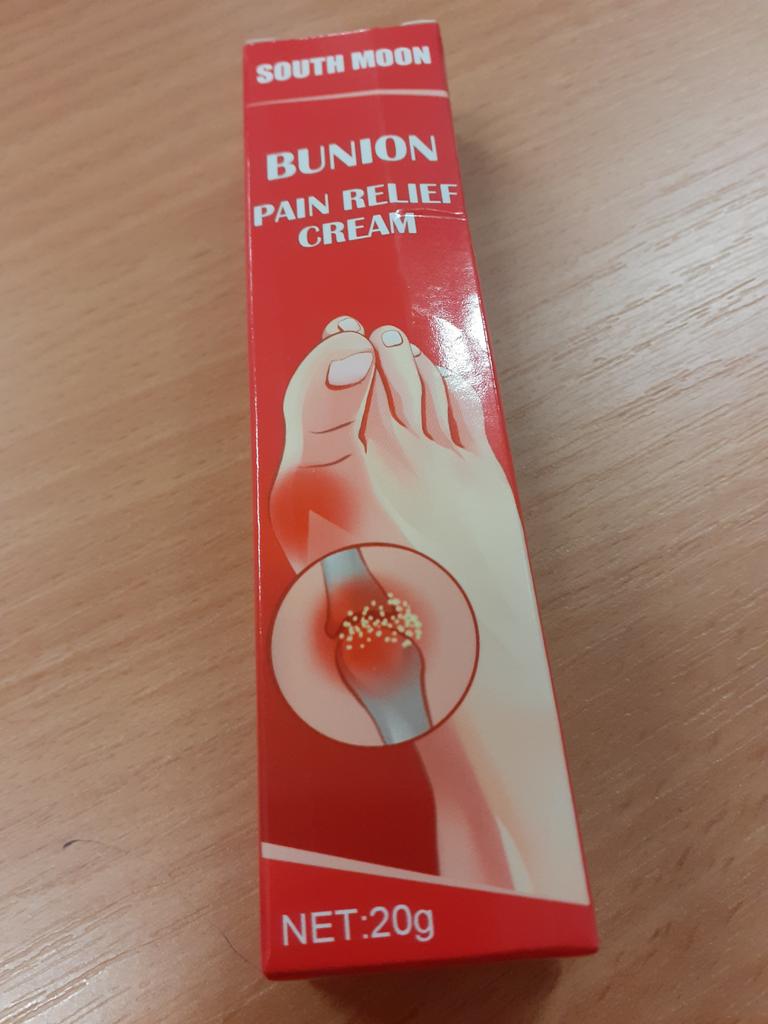 SOUTH MOON
BUNION
PAIN RELIEF
CREAM
NET:20g